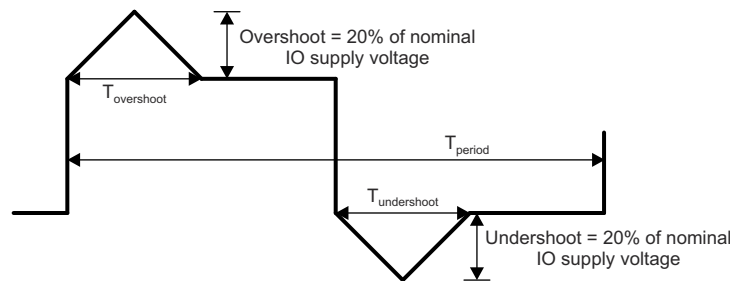 Overshoot = 20% of nominal
IO supply voltage
Tovershoot
Tperiod
Tundershoot
Undershoot = 20% of nominal
IO supply voltage